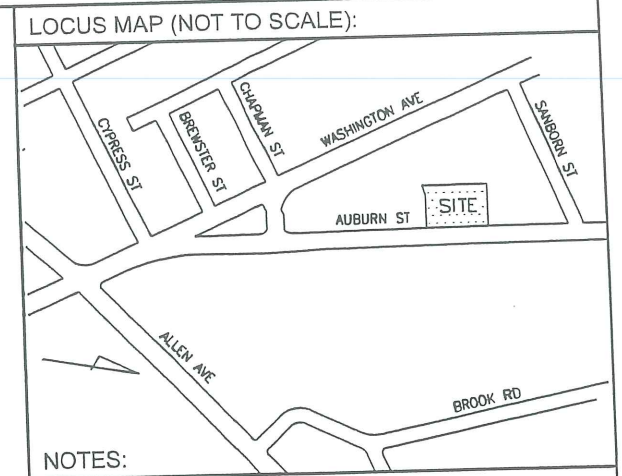 LOCUS MAP (NOT TO SCALE):
CYPRESS ST
BREWSTER ST
CHAPMAN ST
WASHINGTON AVE
SANBORN ST
AUBURN ST
SITE
ALLEN AVE
BROOK RD
NOTES: